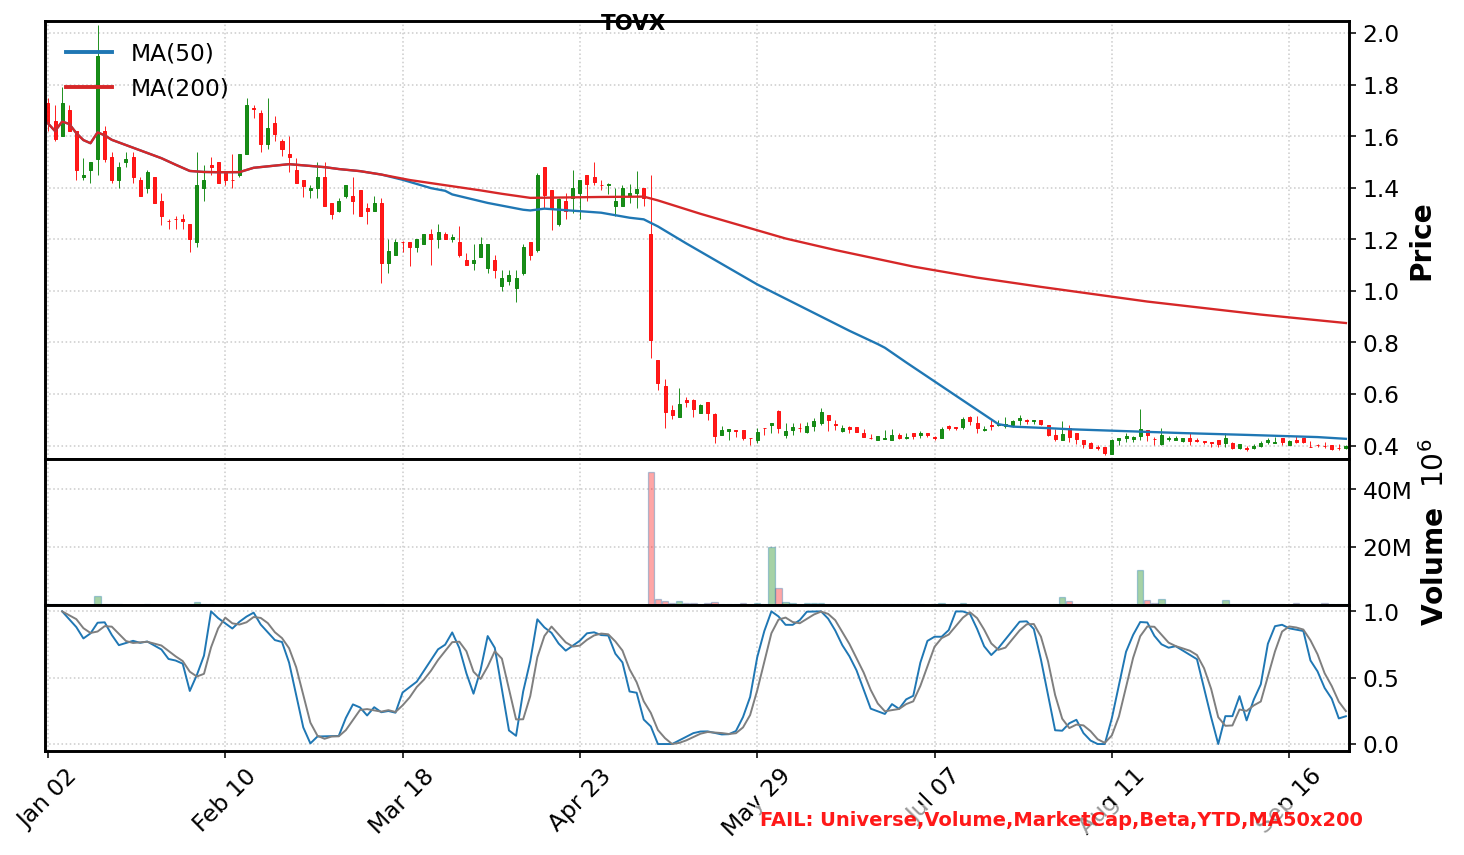 TOVX
MA(50)
MA(200)
2.0
1.8
1.6
1.4
1.2
1.0
0.8
0.6
0.4
Price
40M
20M
Volume 10⁶
1.0
0.5
0.0
Jan 02
Feb 10
Mar 18
Apr 23
May 29
Jul 07
Aug 11
Sep 16
FAIL: Universe,Volume,MarketCap,Beta,YTD,MA50x200